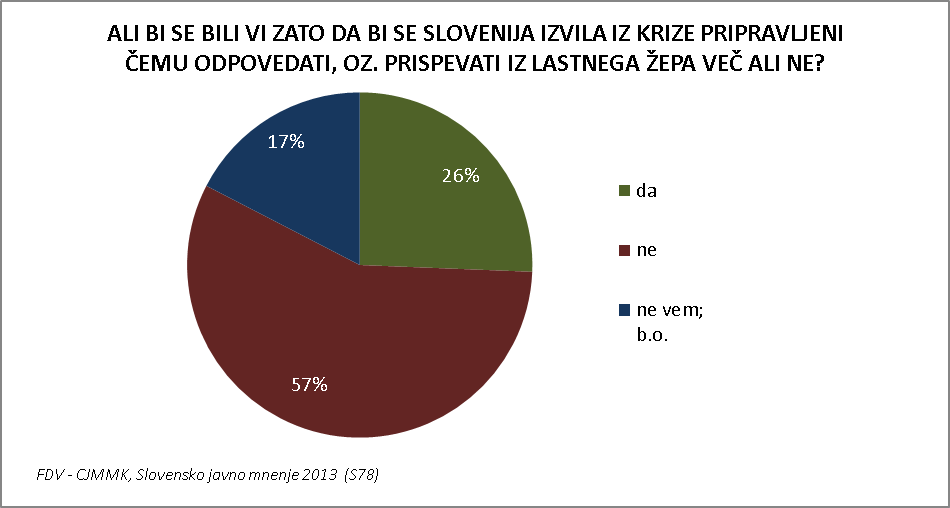 ALI BI SE BILI VI ZATO DA BI SE SLOVENIJA IZVILA IZ KRIZE PRIPRAVLJENI
ČEMU ODPOVEDATI, OZ. PRISPEVATI IZ LASTNEGA ŽEPA VEČ ALI NE?
17%
26%
57%
da
ne
ne vem;
b.o.
FDV - CJMMK, Slovensko javno mnenje 2013 (S78)